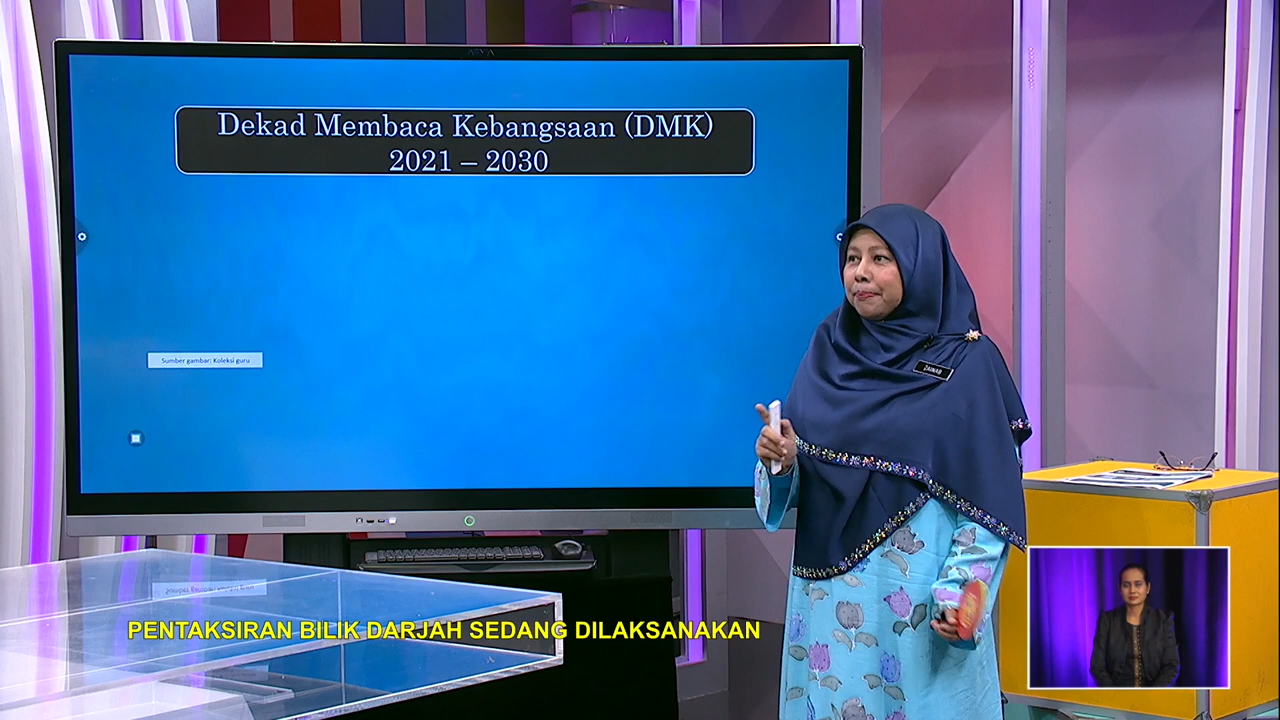 Dekad Membaca Kebangsaan (DMK)
2021 – 2030
Sumber gambar: Koleksi guru
ZAINAB
PENTAKSIRAN BILIK DARJAH SEDANG DILAKSANAKAN